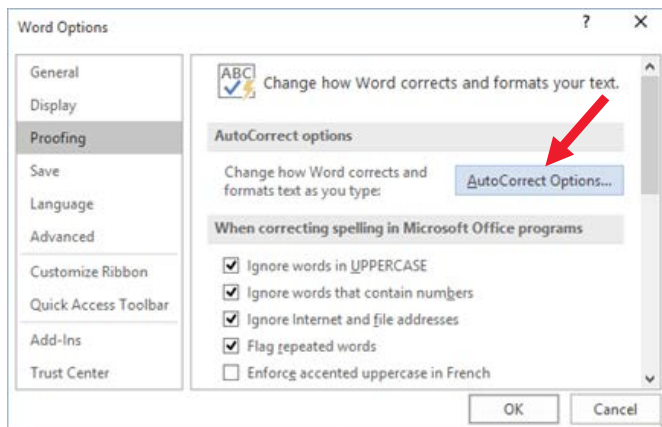 Word Options
?
General
Display
Proofing
Save
Language
Advanced
Customize Ribbon
Quick Access Toolbar
Add-Ins
Trust Center
ABC
Change how Word corrects and formats your text.
AutoCorrect options
Change how Word corrects and
formats text as you type:
AutoCorrect Options...
When correcting spelling in Microsoft Office programs
Ignore words in UPPERCASE
Ignore words that contain numbers
Ignore Internet and file addresses
Flag repeated words
Enforce accented uppercase in French
OK
Cancel